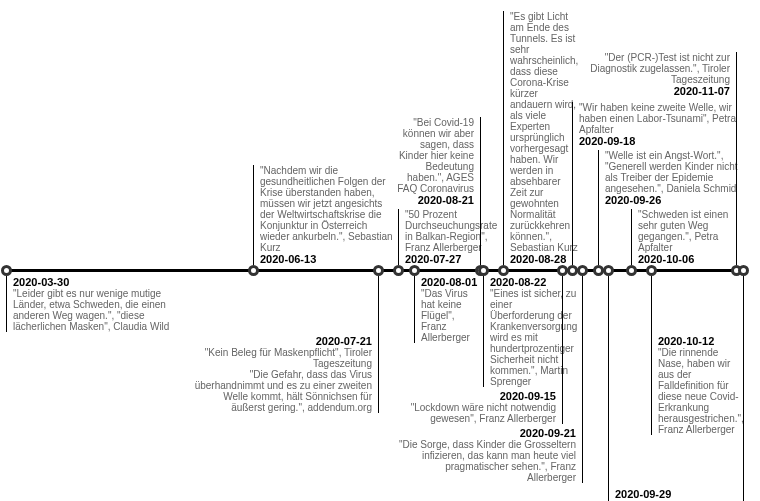 "Es gibt Licht
am Ende des
Tunnels. Es ist
sehr
wahrscheinlich,
dass diese
Corona-Krise
kürzer
andauern wird,
als viele
Experten
ursprünglich
vorhergesagt
haben. Wir
werden in
absehbarer
Zeit zur
gewohnten
Normalität
zurückkehren
können.",
Sebastian Kurz
2020-08-28
"Der (PCR-)Test ist nicht zur
Diagnostik zugelassen.", Tiroler
Tageszeitung
2020-11-07
"Wir haben keine zweite Welle, wir
haben einen Labor-Tsunami", Petra
Apfalter
2020-09-18
"Bei Covid-19
können wir aber
sagen, dass
Kinder hier keine
Bedeutung
haben.", AGES
FAQ Coronavirus
2020-08-21
"Welle ist ein Angst-Wort.",
"Generell werden Kinder nicht
als Treiber der Epidemie
angesehen.", Daniela Schmid
2020-09-26
"Nachdem wir die
gesundheitlichen Folgen der
Krise überstanden haben,
müssen wir jetzt angesichts
der Weltwirtschaftskrise die
Konjunktur in Österreich
wieder ankurbeln.", Sebastian
Kurz
2020-06-13
"50 Prozent
Durchseuchungsrate
in Balkan-Region",
Franz Allerberger
2020-07-27
"Schweden ist einen
sehr guten Weg
gegangen.", Petra
Apfalter
2020-10-06
2020-03-30
"Leider gibt es nur wenige mutige
Länder, etwa Schweden, die einen
anderen Weg wagen.", "diese
lächerlichen Masken", Claudia Wild
2020-08-01
"Das Virus
hat keine
Flügel",
Franz
Allerberger
2020-08-22
"Eines ist sicher, zu
einer
Überforderung der
Krankenversorgung
wird es mit
hundertprozentiger
Sicherheit nicht
kommen.", Martin
Sprenger
2020-07-21
"Kein Beleg für Maskenpflicht", Tiroler
Tageszeitung
"Die Gefahr, dass das Virus
überhandnimmt und es zu einer zweiten
Welle kommt, hält Sönnichsen für
äußerst gering.", addendum.org
2020-10-12
"Die rinnende
Nase, haben wir
aus der
Falldefinition für
diese neue Covid-
Erkrankung
herausgestrichen.",
Franz Allerberger
2020-09-15
"Lockdown wäre nicht notwendig
gewesen", Franz Allerberger
2020-09-21
"Die Sorge, dass Kinder die Grosseltern
infizieren, das kann man heute viel
pragmatischer sehen.", Franz
Allerberger
2020-09-29